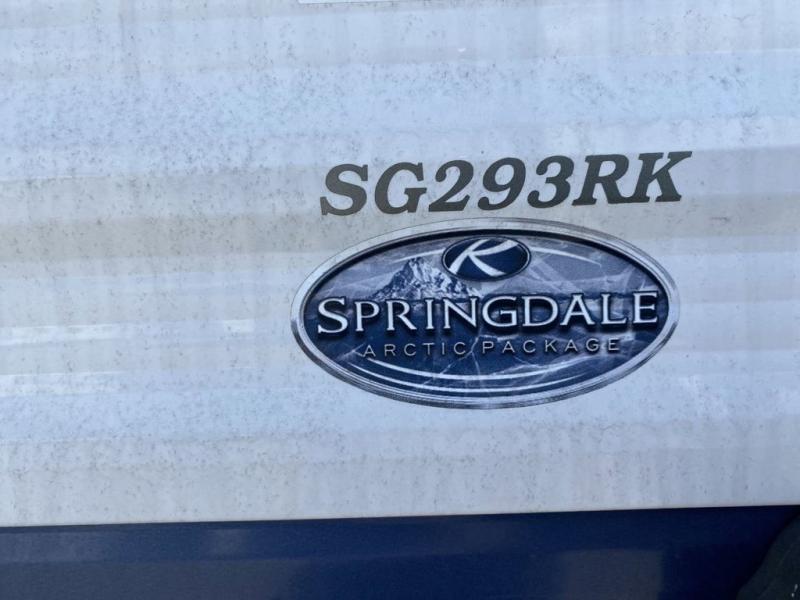 SG293RK
K
SPRINGDALE
ARCTIC PACKAGE